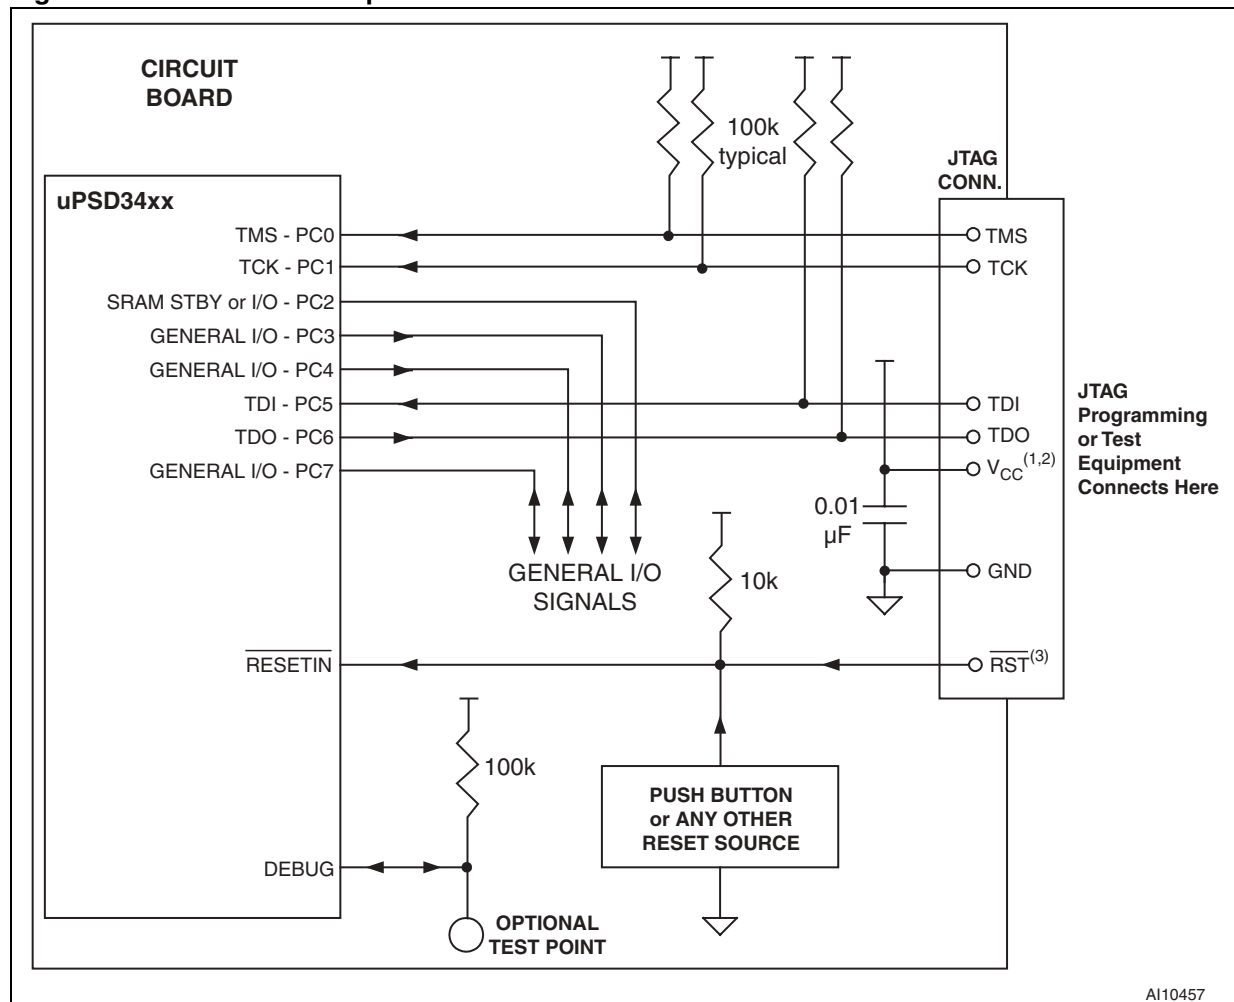 CIRCUIT
BOARD
100k
typical
JTAG
CONN.
uPSD34xx
TMS - PC0
TMS
TCK - PC1
TCK
SRAM STBY or I/O - PC2
GENERAL I/O - PC3
GENERAL I/O - PC4
TDI - PC5
TDI
TDO - PC6
TDO
GENERAL I/O - PC7
VCC(1,2)
JTAG
Programming
or Test
Equipment
Connects Here
0.01
µF
GENERAL I/O
SIGNALS
10k
GND
RESETIN
RST(3)
100k
PUSH BUTTON
or ANY OTHER
RESET SOURCE
DEBUG
OPTIONAL
TEST POINT
AI10457